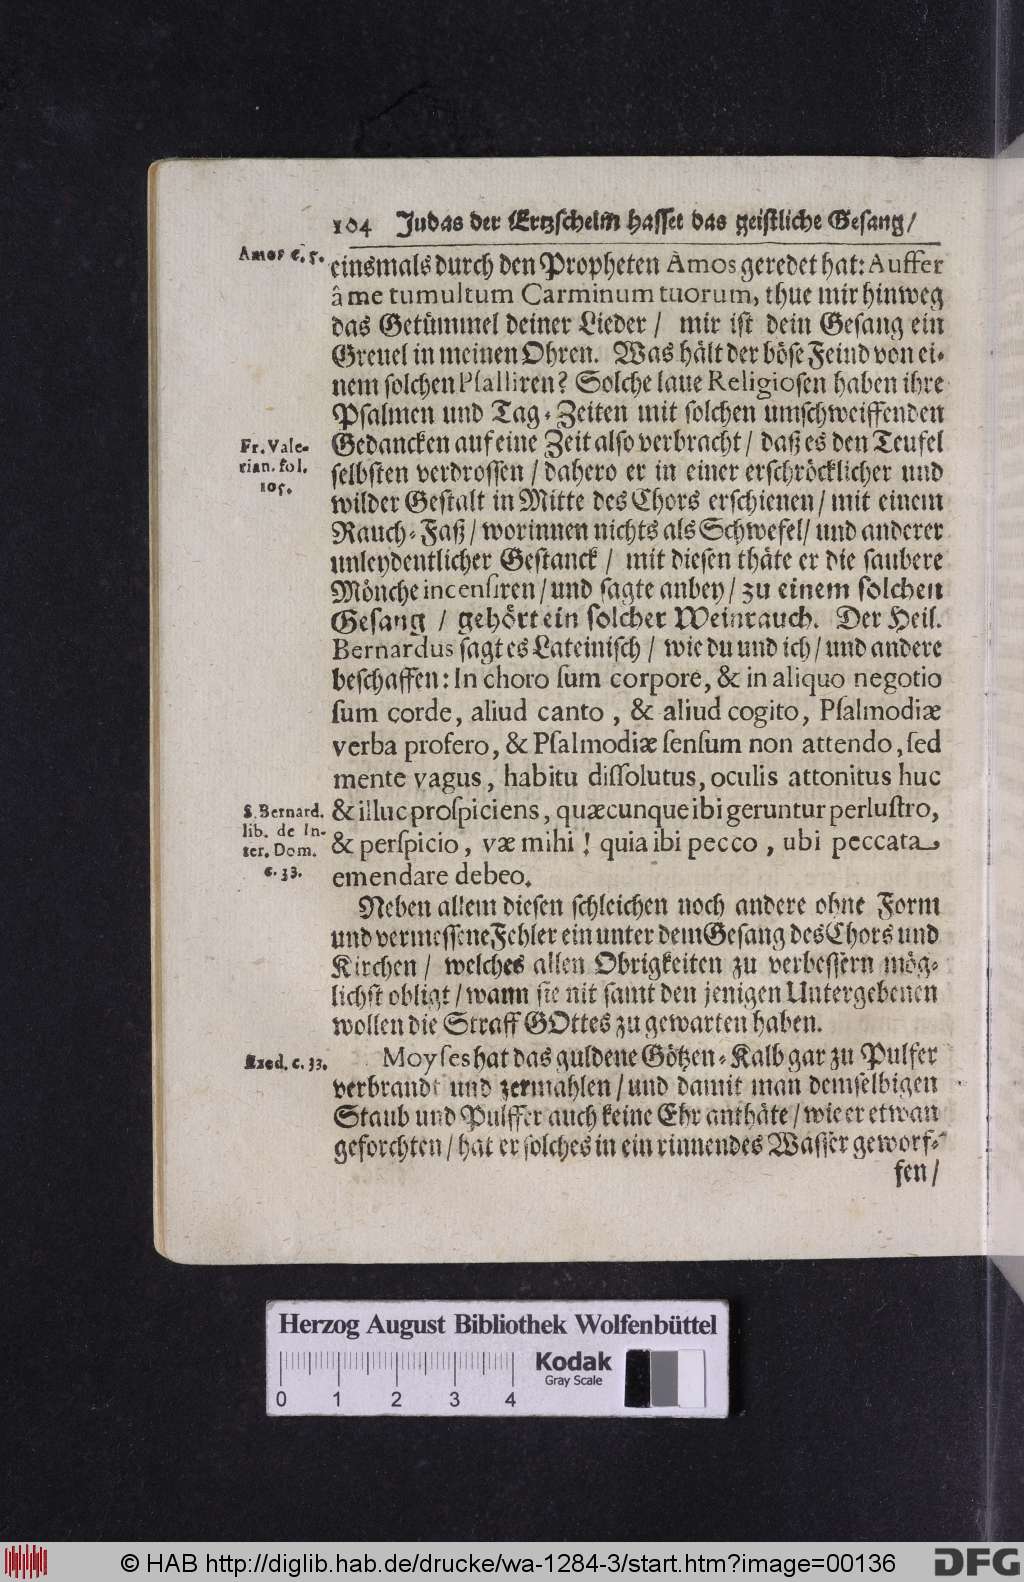 104 Judas der Ertzschelm hasset das geistliche Gesang /
Amos c. 5.
einsmals durch den Propheten Amos geredet hat: Auffer
â me tumultum Carminum tuorum, thue mir hinweg
das Getümmel deiner Lieder / mir ist dein Gesang ein
Greuel in meinen Ohren. Was hält der böse Feind von ei-
nem solchen Psalliren? Solche laue Religiosen haben ihre
Psalmen und Tag-Zeiten mit solchen umschweiffenden
Fr. Vale-
rian. fol.
105.
Gedancken auf eine Zeit also verbracht / daß es den Teufel
selbsten verdrossen / dahero er in einer erschröcklicher und
wilder Gestalt in Mitte des Chors erschienen / mit einem
Rauch-Faß / worinnen nichts als Schwefel / und anderer
unleydentlicher Gestanck / mit diesen thäte er die saubere
Mönche incensiren / und sagte anbey / zu einem solchen
Gesang / gehört ein solcher Weinrauch. Der Heil.
Bernardus sagt es Lateinisch / wie du und ich / und andere
beschaffen: In choro sum corpore, & in aliquo negotio
sum corde, aliud canto, & aliud cogito, Psalmodiæ
verba profero, & Psalmodiæ sensum non attendo, sed
mente vagus, habitu dissolutus, oculis attonitus huc
S. Bernard.
lib. de In-
ter. Dom.
c. 33.
& illuc prospiciens, quæcunque ibi geruntur perlustro,
& perspicio, væ mihi! quia ibi pecco, ubi peccata
emendare debeo.
Neben allem diesen schleichen noch andere ohne Form
und vermessene Fehler ein unter dem Gesang des Chors und
Kirchen / welches allen Obrigkeiten zu verbessern mög-
lichst obligt / wann sie nit samt den jenigen Untergebenen
wollen die Straff GOttes zu gewarten haben.
Exod. c. 33.
Moyses hat das guldene Götzen-Kalb gar zu Pulfer
verbrandt und zermahlen / und damit man demselbigen
Staub und Pulffer auch keine Ehr anthäte / wie er etwan
geforchten / hat er solches in ein rinnendes Wasser geworf-
fen /
Herzog August Bibliothek Wolfenbüttel
Kodak
Gray Scale
0 1 2 3 4
© HAB http://diglib.hab.de/drucke/wa-1284-3/start.htm?image=00136
DFG